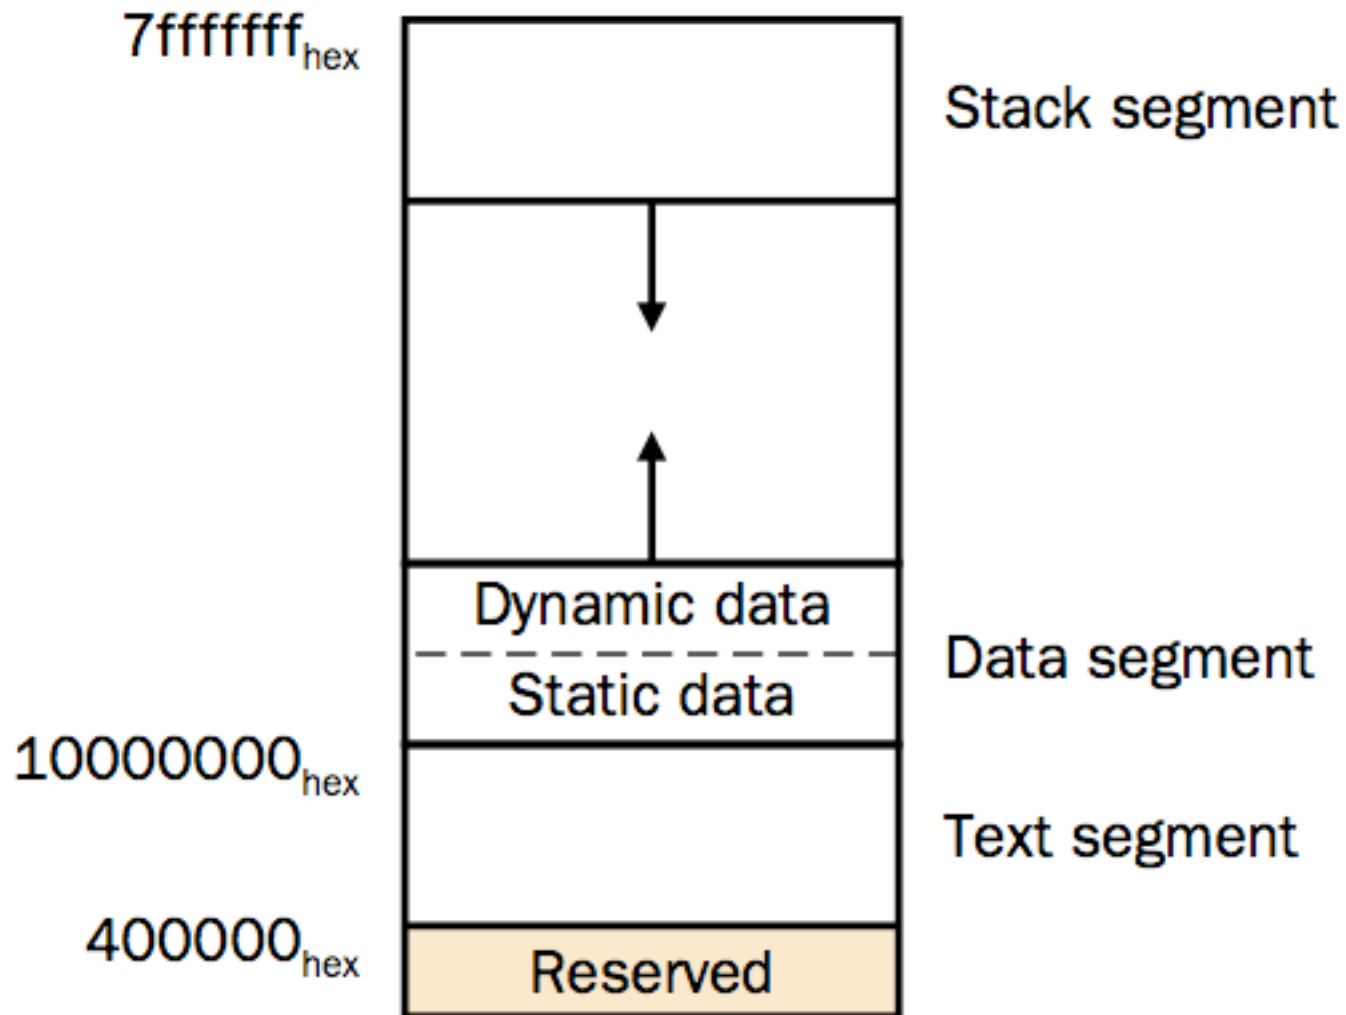 7fffffffhex
Stack segment
Dynamic data
Data segment
Static data
10000000hex
Text segment
400000hex
Reserved